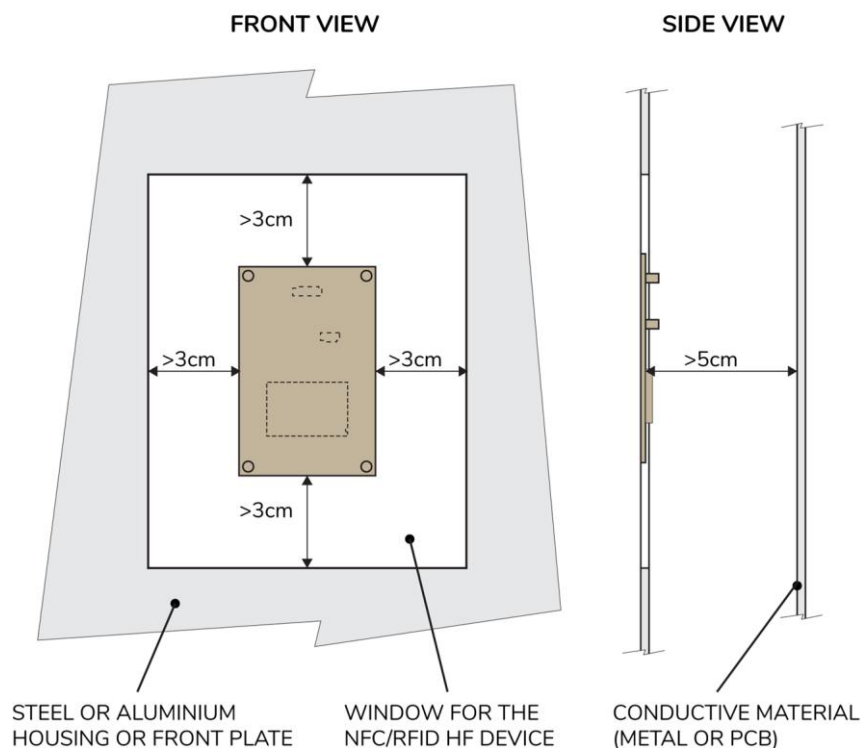 FRONT VIEW
SIDE VIEW
>3cm
>3cm
>3cm
>5cm
>3cm
STEEL OR ALUMINIUM
HOUSING OR FRONT PLATE
WINDOW FOR THE
NFC/RFID HF DEVICE
CONDUCTIVE MATERIAL
(METAL OR PCB)